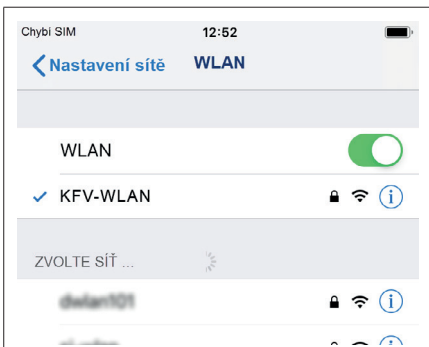 Chybí SIM 12:52
Nastavení sítě WLAN
WLAN
KFV-WLAN
ZVOLTE SÍŤ ...